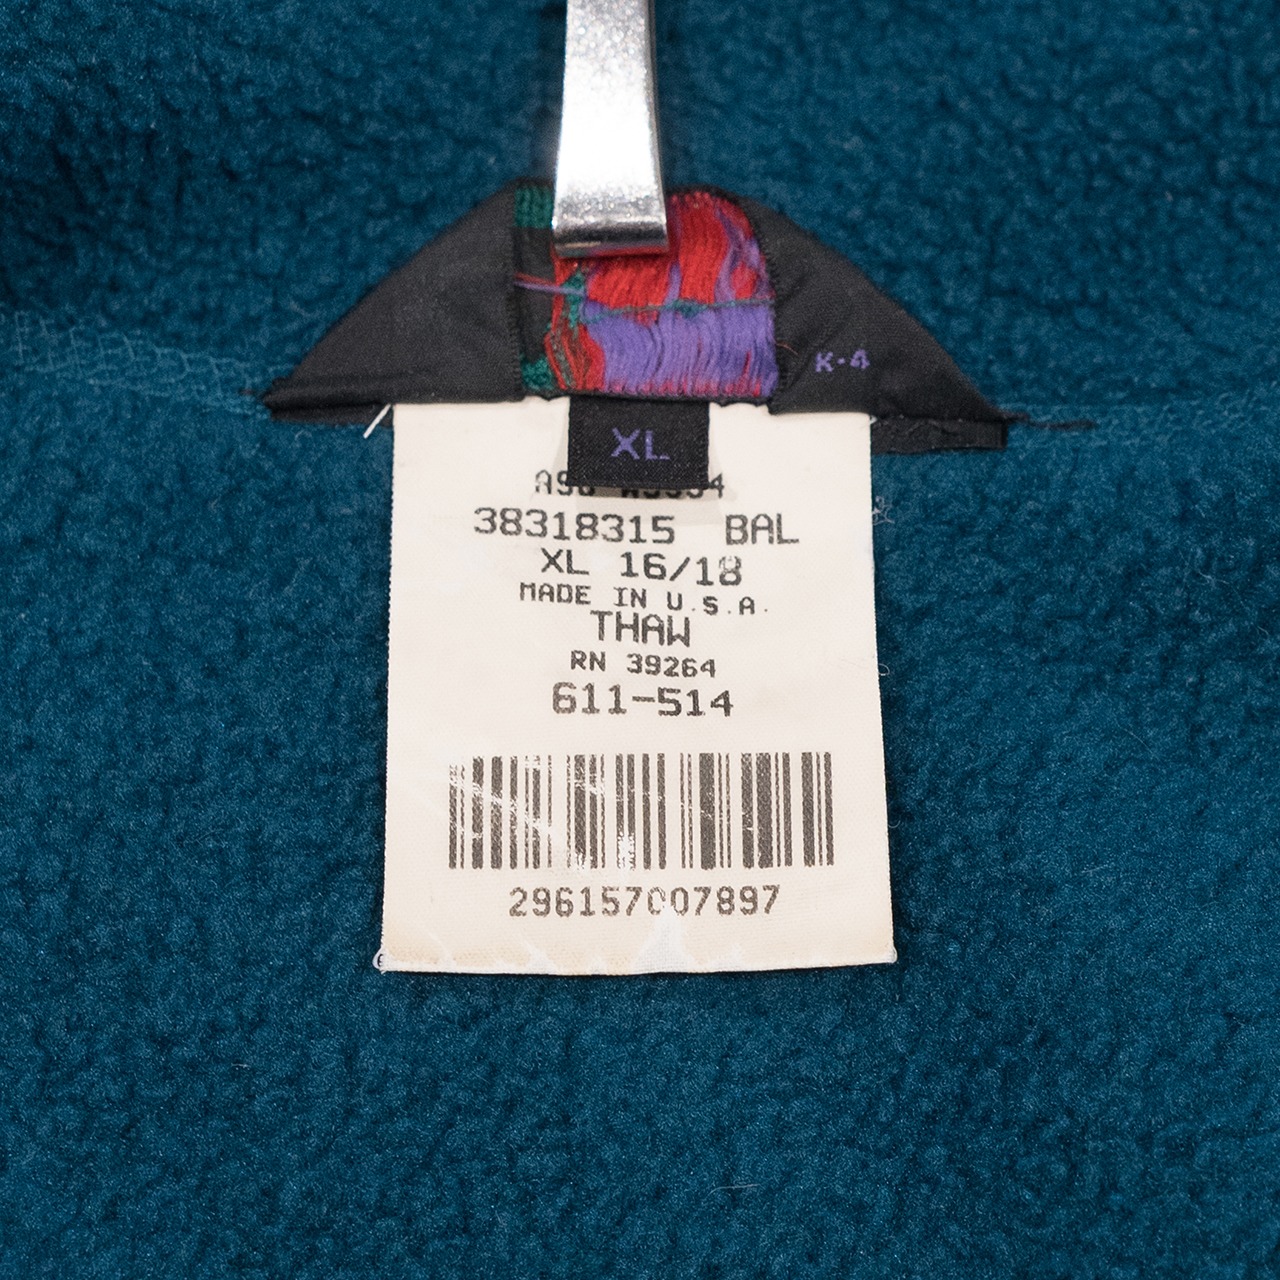 K-4
XL
38318315 BAL
XL 16/18
MADE IN U.S.A.
THAW
RN 39264
611-514
296157007897